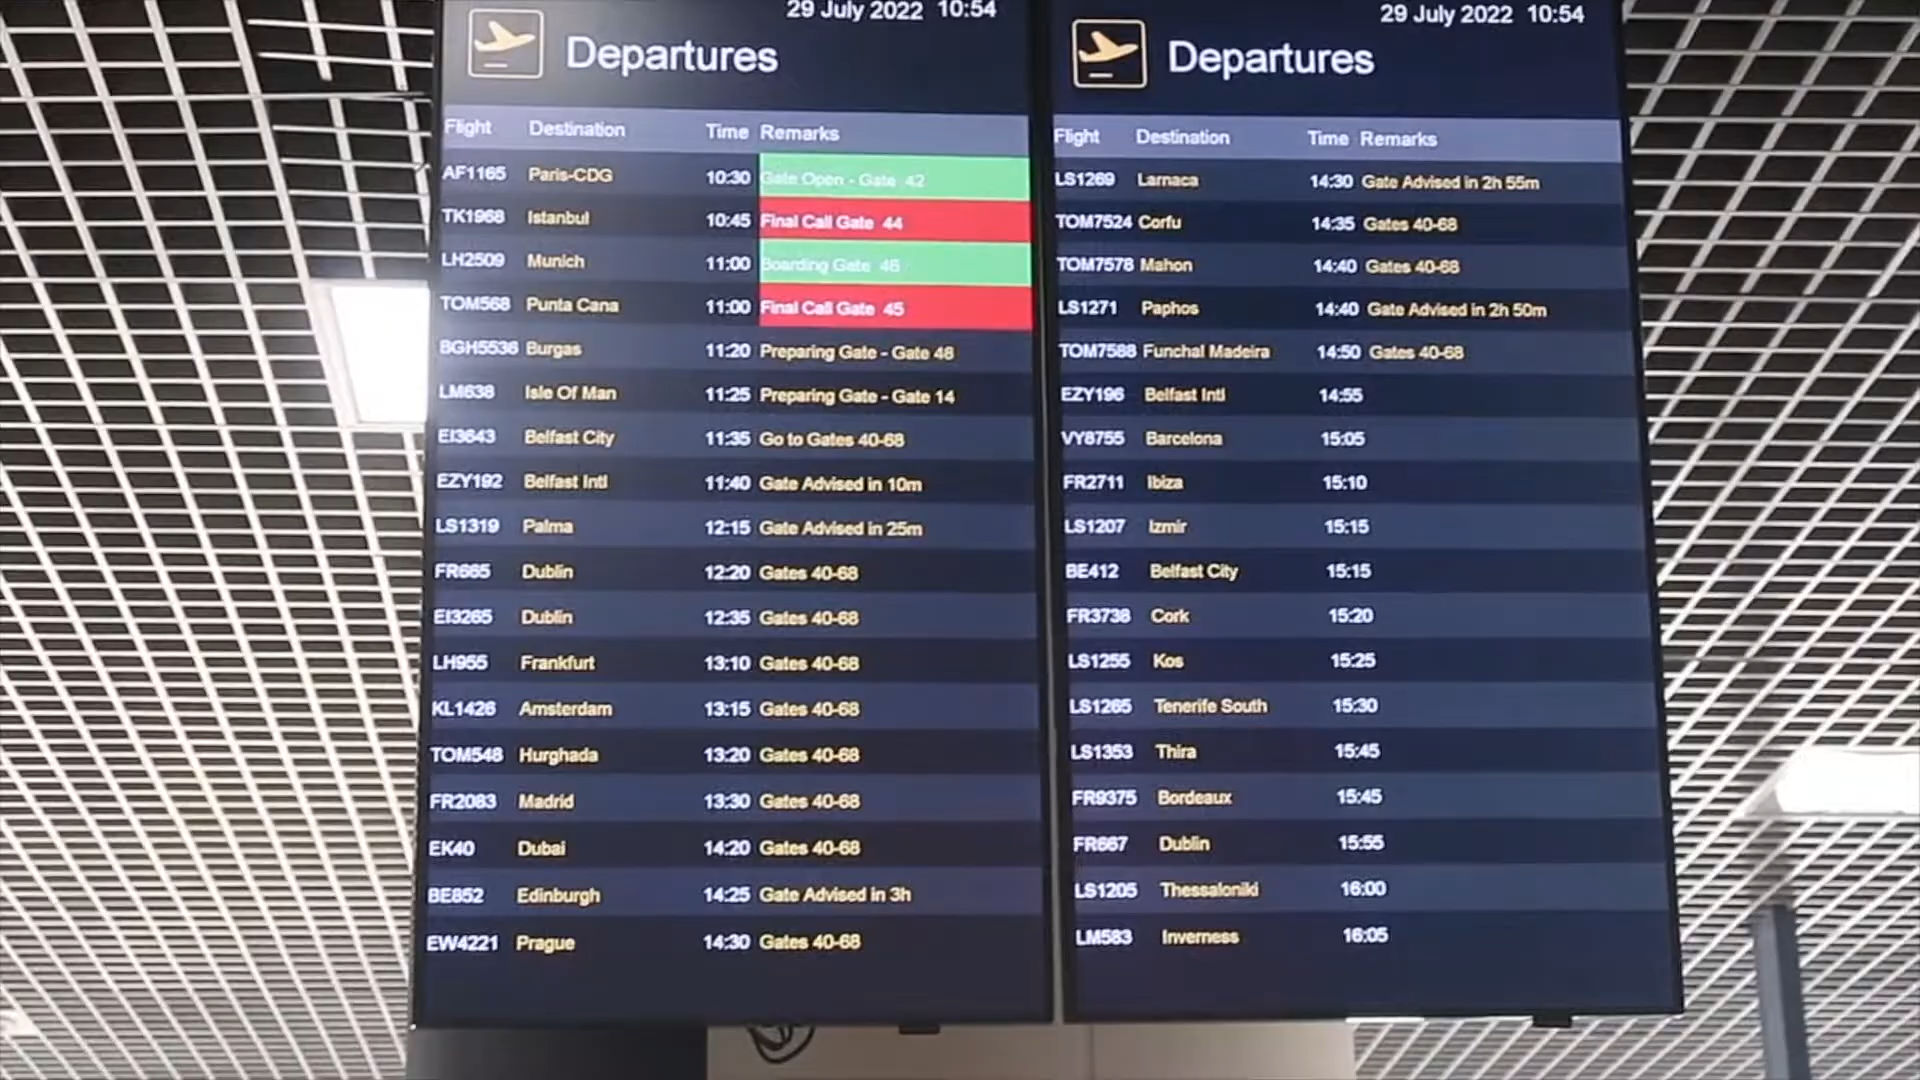 29 July 2022 10:54
Departures
Flight Destination Time Remarks
AF1165 Paris-CDG 10:30 Gate Open - Gate 42
TK1968 Istanbul 10:45 Final Call Gate 44
LH2509 Munich 11:00 Boarding Gate 46
TOM568 Punta Cana 11:00 Final Call Gate 45
BGH5536 Burgas 11:20 Preparing Gate - Gate 48
LM638 Isle Of Man 11:25 Preparing Gate - Gate 14
EI3643 Belfast City 11:35 Go to Gates 40-68
EZY192 Belfast Intl 11:40 Gate Advised in 10m
LS1319 Palma 12:15 Gate Advised in 25m
FR665 Dublin 12:20 Gates 40-68
EI3265 Dublin 12:35 Gates 40-68
LH955 Frankfurt 13:10 Gates 40-68
KL1426 Amsterdam 13:15 Gates 40-68
TOM548 Hurghada 13:20 Gates 40-68
FR2083 Madrid 13:30 Gates 40-68
EK40 Dubai 14:20 Gates 40-68
BE852 Edinburgh 14:25 Gate Advised in 3h
EW4221 Prague 14:30 Gates 40-68
29 July 2022 10:54
Departures
Flight Destination Time Remarks
LS1269 Larnaca 14:30 Gate Advised in 2h 55m
TOM7524 Corfu 14:35 Gates 40-68
TOM7578 Mahon 14:40 Gates 40-68
LS1271 Paphos 14:40 Gate Advised in 2h 50m
TOM7588 Funchal Madeira 14:50 Gates 40-68
EZY196 Belfast Intl 14:55
VY8755 Barcelona 15:05
FR2711 Ibiza 15:10
LS1207 Izmir 15:15
BE412 Belfast City 15:15
FR3738 Cork 15:20
LS1255 Kos 15:25
LS1265 Tenerife South 15:30
LS1353 Thira 15:45
FR9375 Bordeaux 15:45
FR667 Dublin 15:55
LS1205 Thessaloniki 16:00
LM583 Inverness 16:05